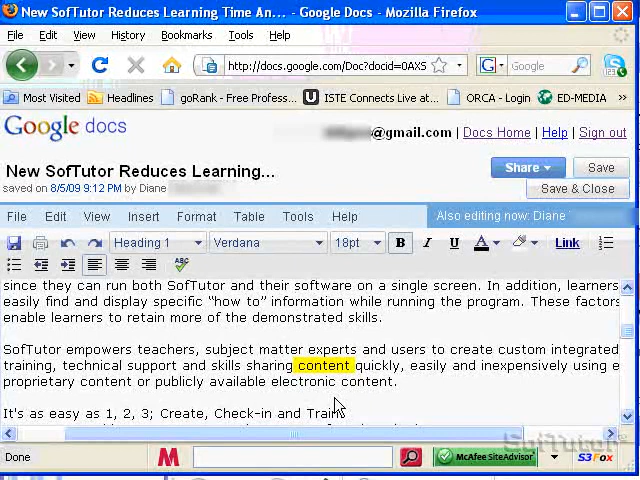 New SofTutor Reduces Learning Time An... - Google Docs - Mozilla Firefox
File Edit View History Bookmarks Tools Help
http://docs.google.com/Doc?docid=0AX5 G Google
Most Visited Headlines goRank - Free Profess... ISTE Connects Live at... ORCA - Login ED-MEDIA »
Google docs
@gmail.com | Docs Home | Help | Sign out
New SofTutor Reduces Learning...
Share Save
saved on 8/5/09 9:12 PM by Diane
Save & Close
File Edit View Insert Format Table Tools Help Also editing now: Diane
Heading 1 Verdana 18pt B I U A Link
ABC
since they can run both SofTutor and their software on a single screen. In addition, learners
easily find and display specific “how to” information while running the program. These factors
enable learners to retain more of the demonstrated skills.
SofTutor empowers teachers, subject matter experts and users to create custom integrated
training, technical support and skills sharing content quickly, easily and inexpensively using e
proprietary content or publicly available electronic content.
It's as easy as 1, 2, 3; Create, Check-in and Train.
SofTutor
Done McAfee SiteAdvisor S3Fox